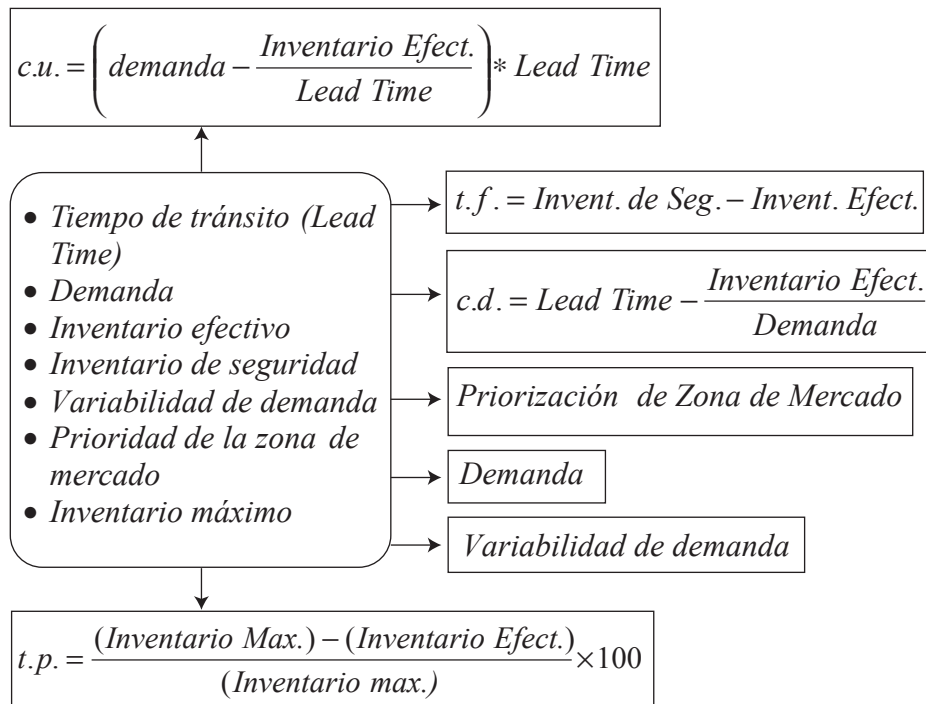 c.u. = ( demanda − Inventario Efect. / Lead Time ) * Lead Time
• Tiempo de tránsito (Lead
Time)
• Demanda
• Inventario efectivo
• Inventario de seguridad
• Variabilidad de demanda
• Prioridad de la zona de
mercado
• Inventario máximo
t.f. = Invent. de Seg. − Invent. Efect.
c.d. = Lead Time − Inventario Efect. / Demanda
Priorización de Zona de Mercado
Demanda
Variabilidad de demanda
t.p. = (Inventario Max.) − (Inventario Efect.) / (Inventario max.) ×100